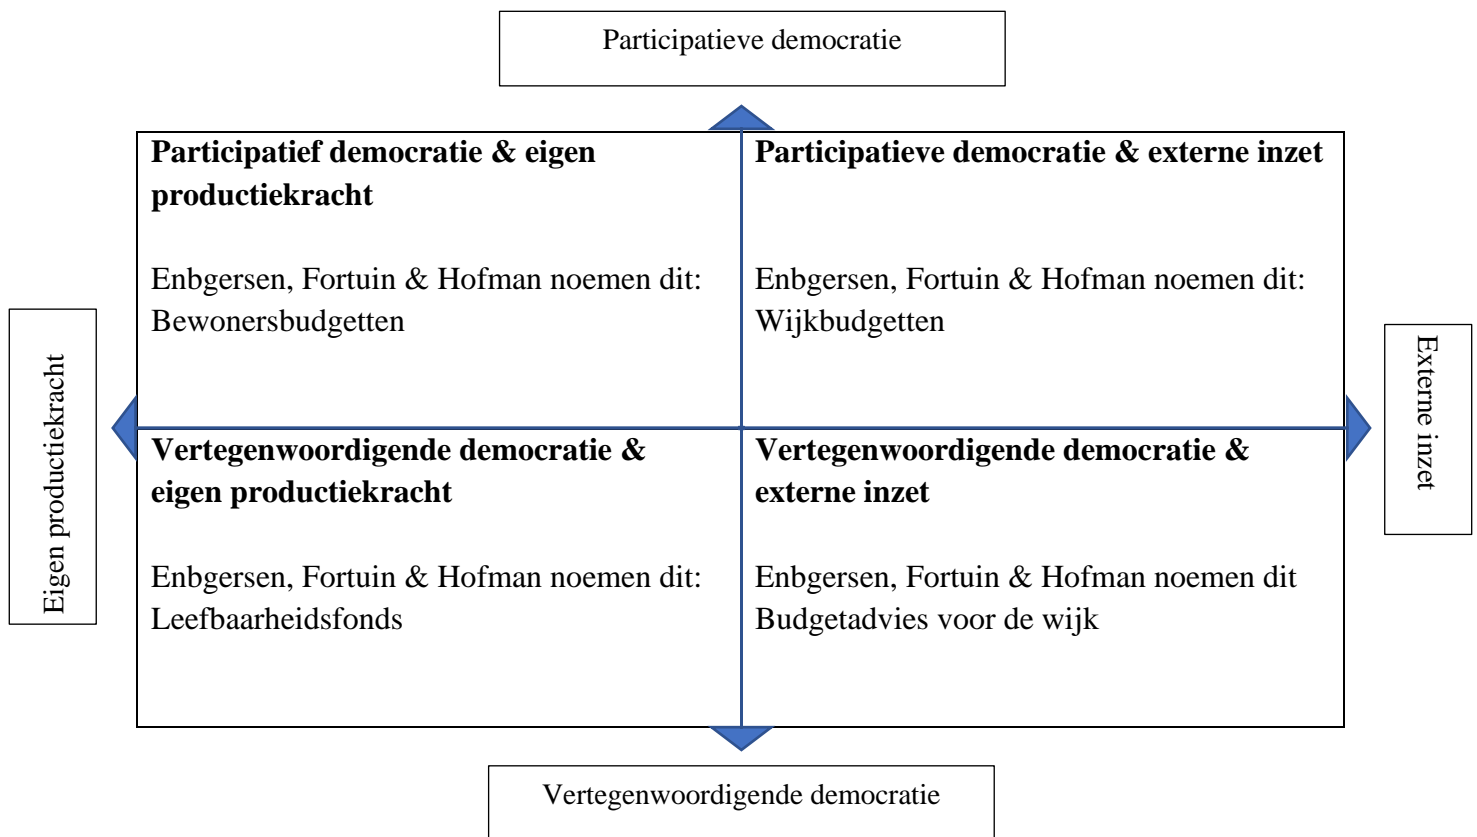 Participatieve democratie
Participatief democratie & eigen
productiekracht
Enbgersen, Fortuin & Hofman noemen dit:
Bewonersbudgetten
Participatieve democratie & externe inzet
Enbgersen, Fortuin & Hofman noemen dit:
Wijkbudgetten
Eigen productiekracht
Externe inzet
Vertegenwoordigende democratie &
eigen productiekracht
Enbgersen, Fortuin & Hofman noemen dit:
Leefbaarheidsfonds
Vertegenwoordigende democratie &
externe inzet
Enbgersen, Fortuin & Hofman noemen dit
Budgetadvies voor de wijk
Vertegenwoordigende democratie